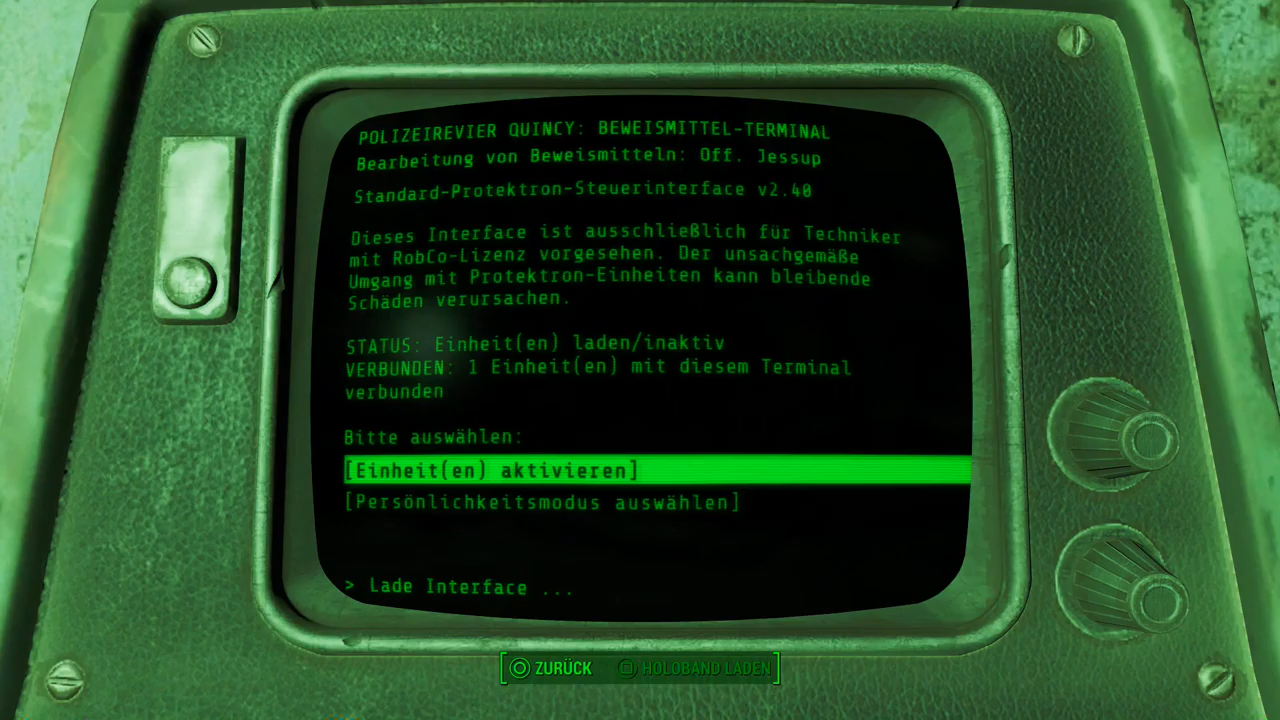 POLIZEIREVIER QUINCY: BEWEISMITTEL-TERMINAL
Bearbeitung von Beweismitteln: Off. Jessup
Standard-Protektron-Steuerinterface v2.40
Dieses Interface ist ausschließlich für Techniker
mit RobCo-Lizenz vorgesehen. Der unsachgemäße
Umgang mit Protektron-Einheiten kann bleibende
Schäden verursachen.
STATUS: Einheit(en) laden/inaktiv
VERBUNDEN: 1 Einheit(en) mit diesem Terminal
verbunden
Bitte auswählen:
[Einheit(en) aktivieren]
[Persönlichkeitsmodus auswählen]
> Lade Interface ...
ZURÜCK HOLOBAND LADEN